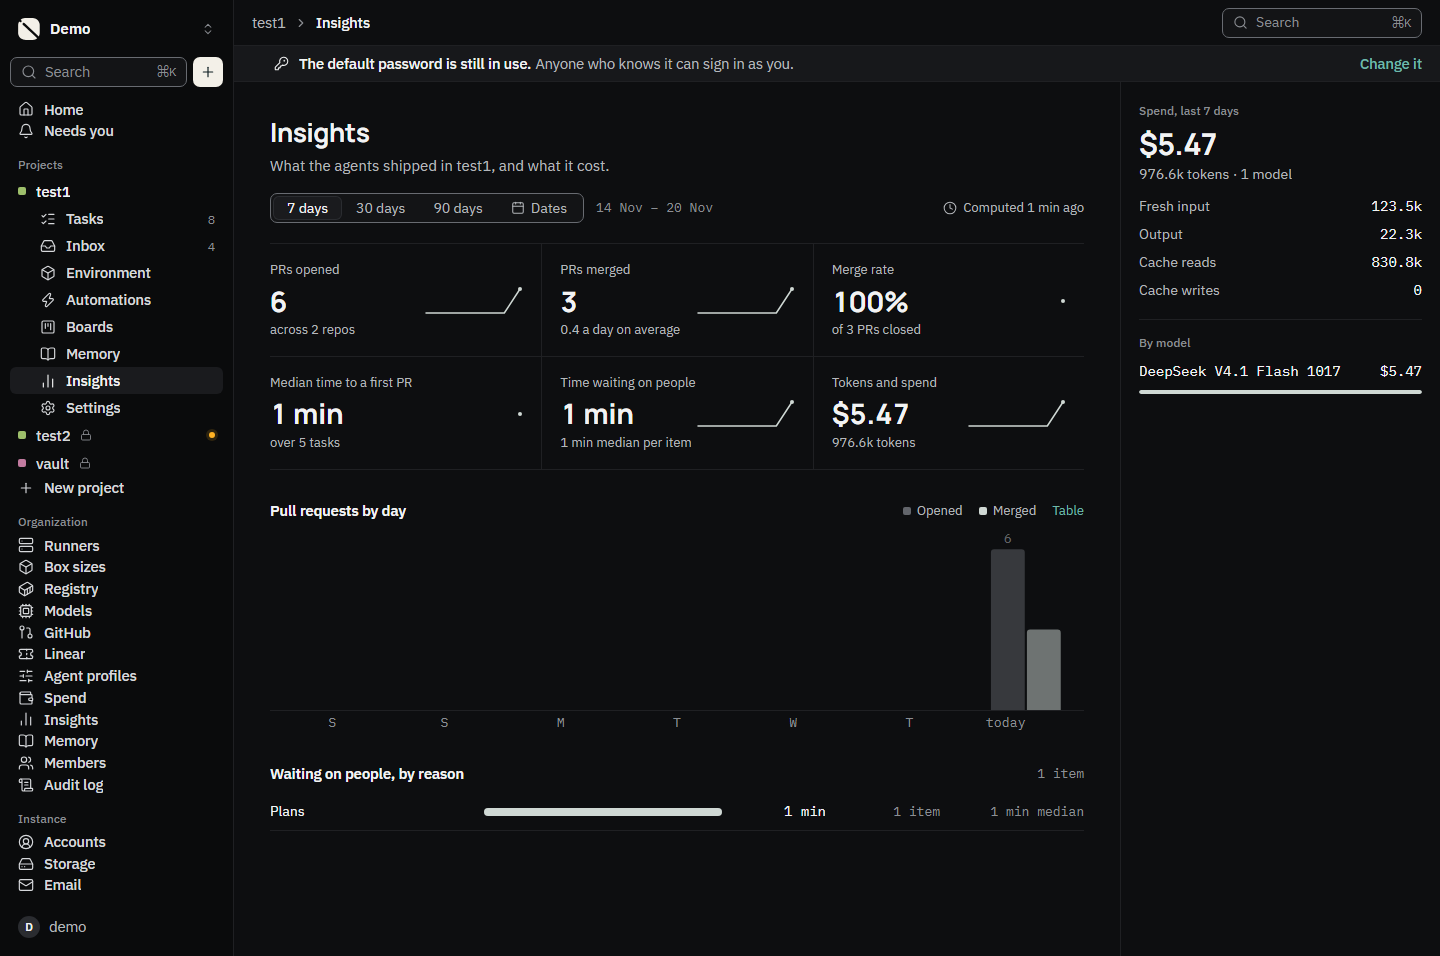 Demo
Search ⌘K
Home
Needs you
Projects
test1
Tasks 8
Inbox 4
Environment
Automations
Boards
Memory
Insights
Settings
test2
vault
New project
Organization
Runners
Box sizes
Registry
Models
GitHub
Linear
Agent profiles
Spend
Insights
Memory
Members
Audit log
Instance
Accounts
Storage
Email
D demo
test1 > Insights
Search ⌘K
The default password is still in use. Anyone who knows it can sign in as you. Change it
Insights
What the agents shipped in test1, and what it cost.
7 days 30 days 90 days Dates 14 Nov – 20 Nov Computed 1 min ago
PRs opened
6
across 2 repos
PRs merged
3
0.4 a day on average
Merge rate
100%
of 3 PRs closed
Median time to a first PR
1 min
over 5 tasks
Time waiting on people
1 min
1 min median per item
Tokens and spend
$5.47
976.6k tokens
Pull requests by day Opened Merged Table
6
S S M T W T today
Waiting on people, by reason 1 item
Plans 1 min 1 item 1 min median
Spend, last 7 days
$5.47
976.6k tokens · 1 model
Fresh input 123.5k
Output 22.3k
Cache reads 830.8k
Cache writes 0
By model
DeepSeek V4.1 Flash 1017 $5.47